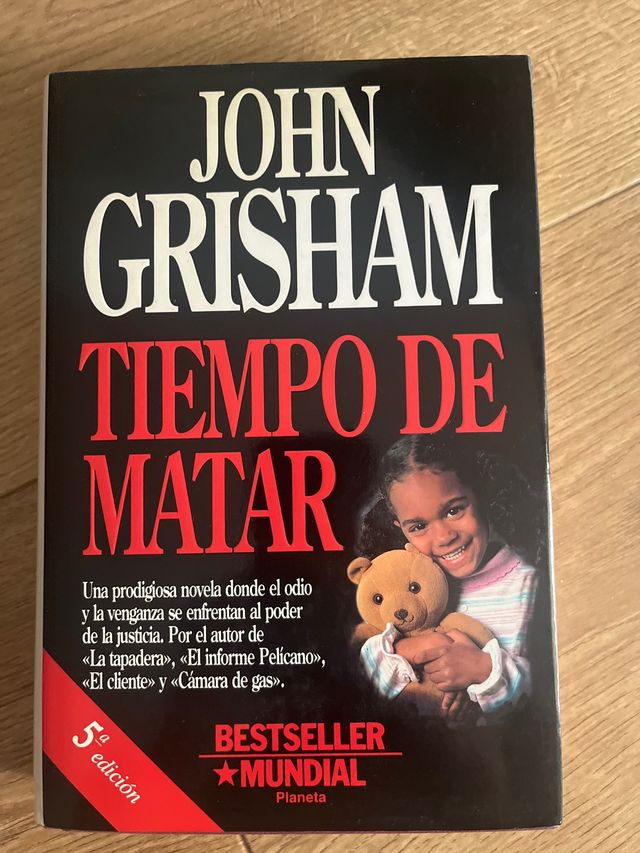 JOHN
GRISHAM
TIEMPO DE
MATAR
Una prodigiosa novela donde el odio
y la venganza se enfrentan al poder
de la justicia. Por el autor de
«La tapadera», «El informe Pelícano»,
«El cliente» y «Cámara de gas».
5ª
edición
BESTSELLER
★MUNDIAL
Planeta